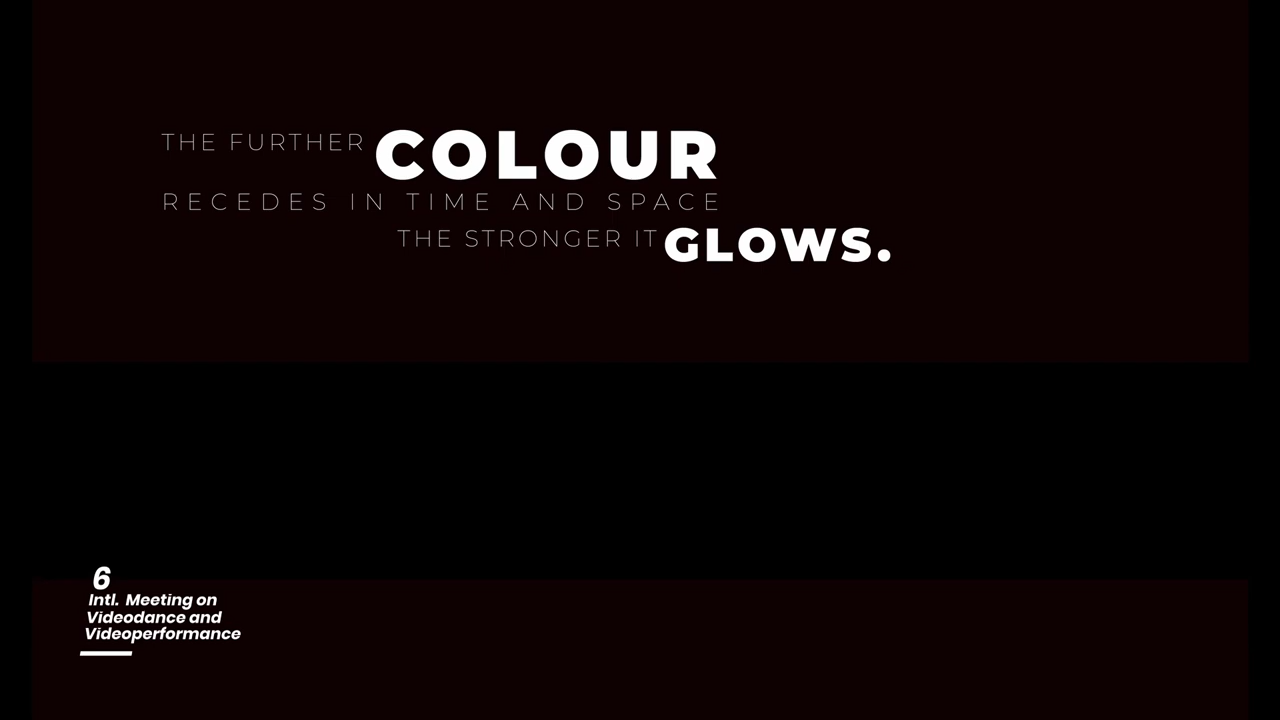 THE FURTHER COLOUR
RECEDES IN TIME AND SPACE
THE STRONGER IT GLOWS.
6
Intl. Meeting on
Videodance and
Videoperformance